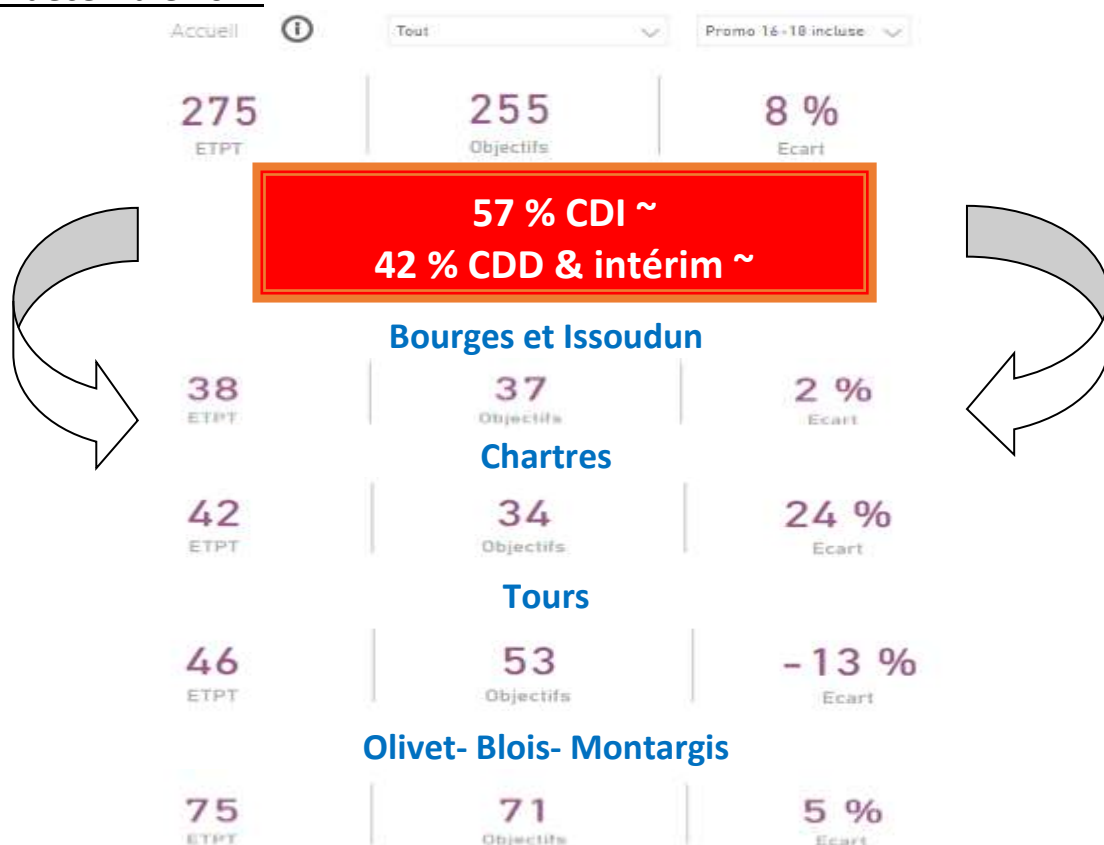 Accueil Tout Promo 16-18 incluse
275 255 8 %
ETPT Objectifs Ecart
57 % CDI ~
42 % CDD & intérim ~
Bourges et Issoudun
38 37 2 %
ETPT Objectifs Ecart
Chartres
42 34 24 %
ETPT Objectifs Ecart
Tours
46 53 -13 %
ETPT Objectifs Ecart
Olivet- Blois- Montargis
75 71 5 %
ETPT Objectifs Ecart